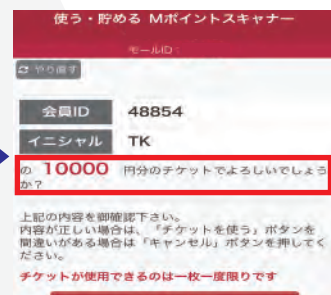 使う・貯める Mポイントスキャナー
モールID:
やり直す
会員ID 48854
イニシャル TK
の 10000 円分のチケットでよろしいでしょう
か？
上記の内容を御確認下さい。
内容が正しい場合は、「チケットを使う」ボタンを
間違いがある場合は「キャンセル」ボタンを押してく
ださい。
チケットが使用できるのは一枚一度限りです